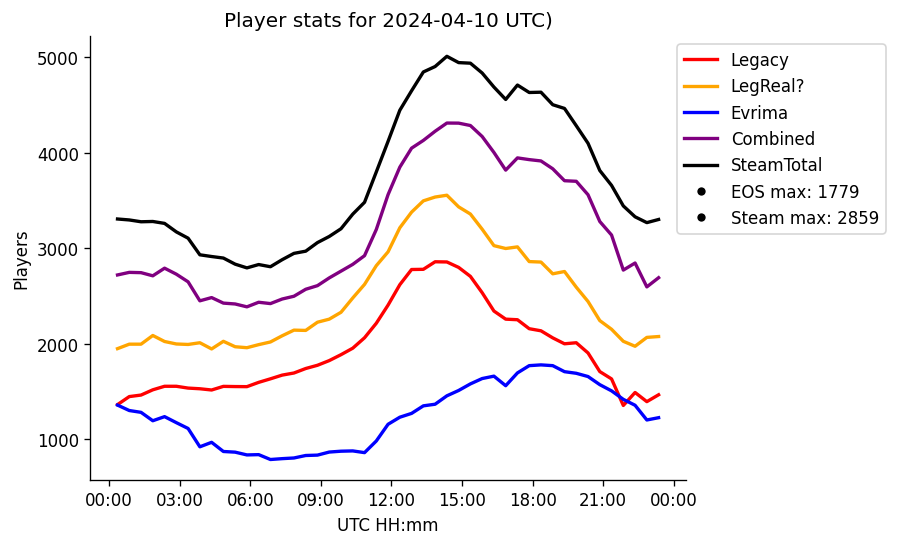 Player stats for 2024-04-10 UTC)
5000
4000
3000
2000
1000
Players
00:00 03:00 06:00 09:00 12:00 15:00 18:00 21:00 00:00
UTC HH:mm
Legacy
LegReal?
Evrima
Combined
SteamTotal
EOS max: 1779
Steam max: 2859